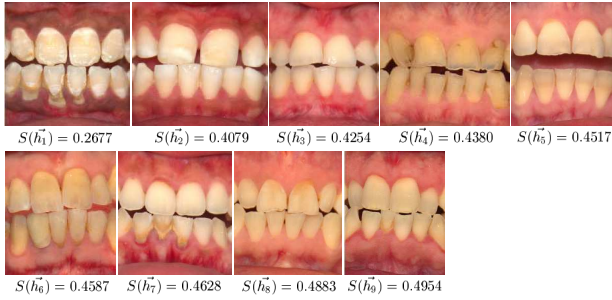 S(h⃗₁) = 0.2677 S(h⃗₂) = 0.4079 S(h⃗₃) = 0.4254 S(h⃗₄) = 0.4380 S(h⃗₅) = 0.4517
S(h⃗₆) = 0.4587 S(h⃗₇) = 0.4628 S(h⃗₈) = 0.4883 S(h⃗₉) = 0.4954